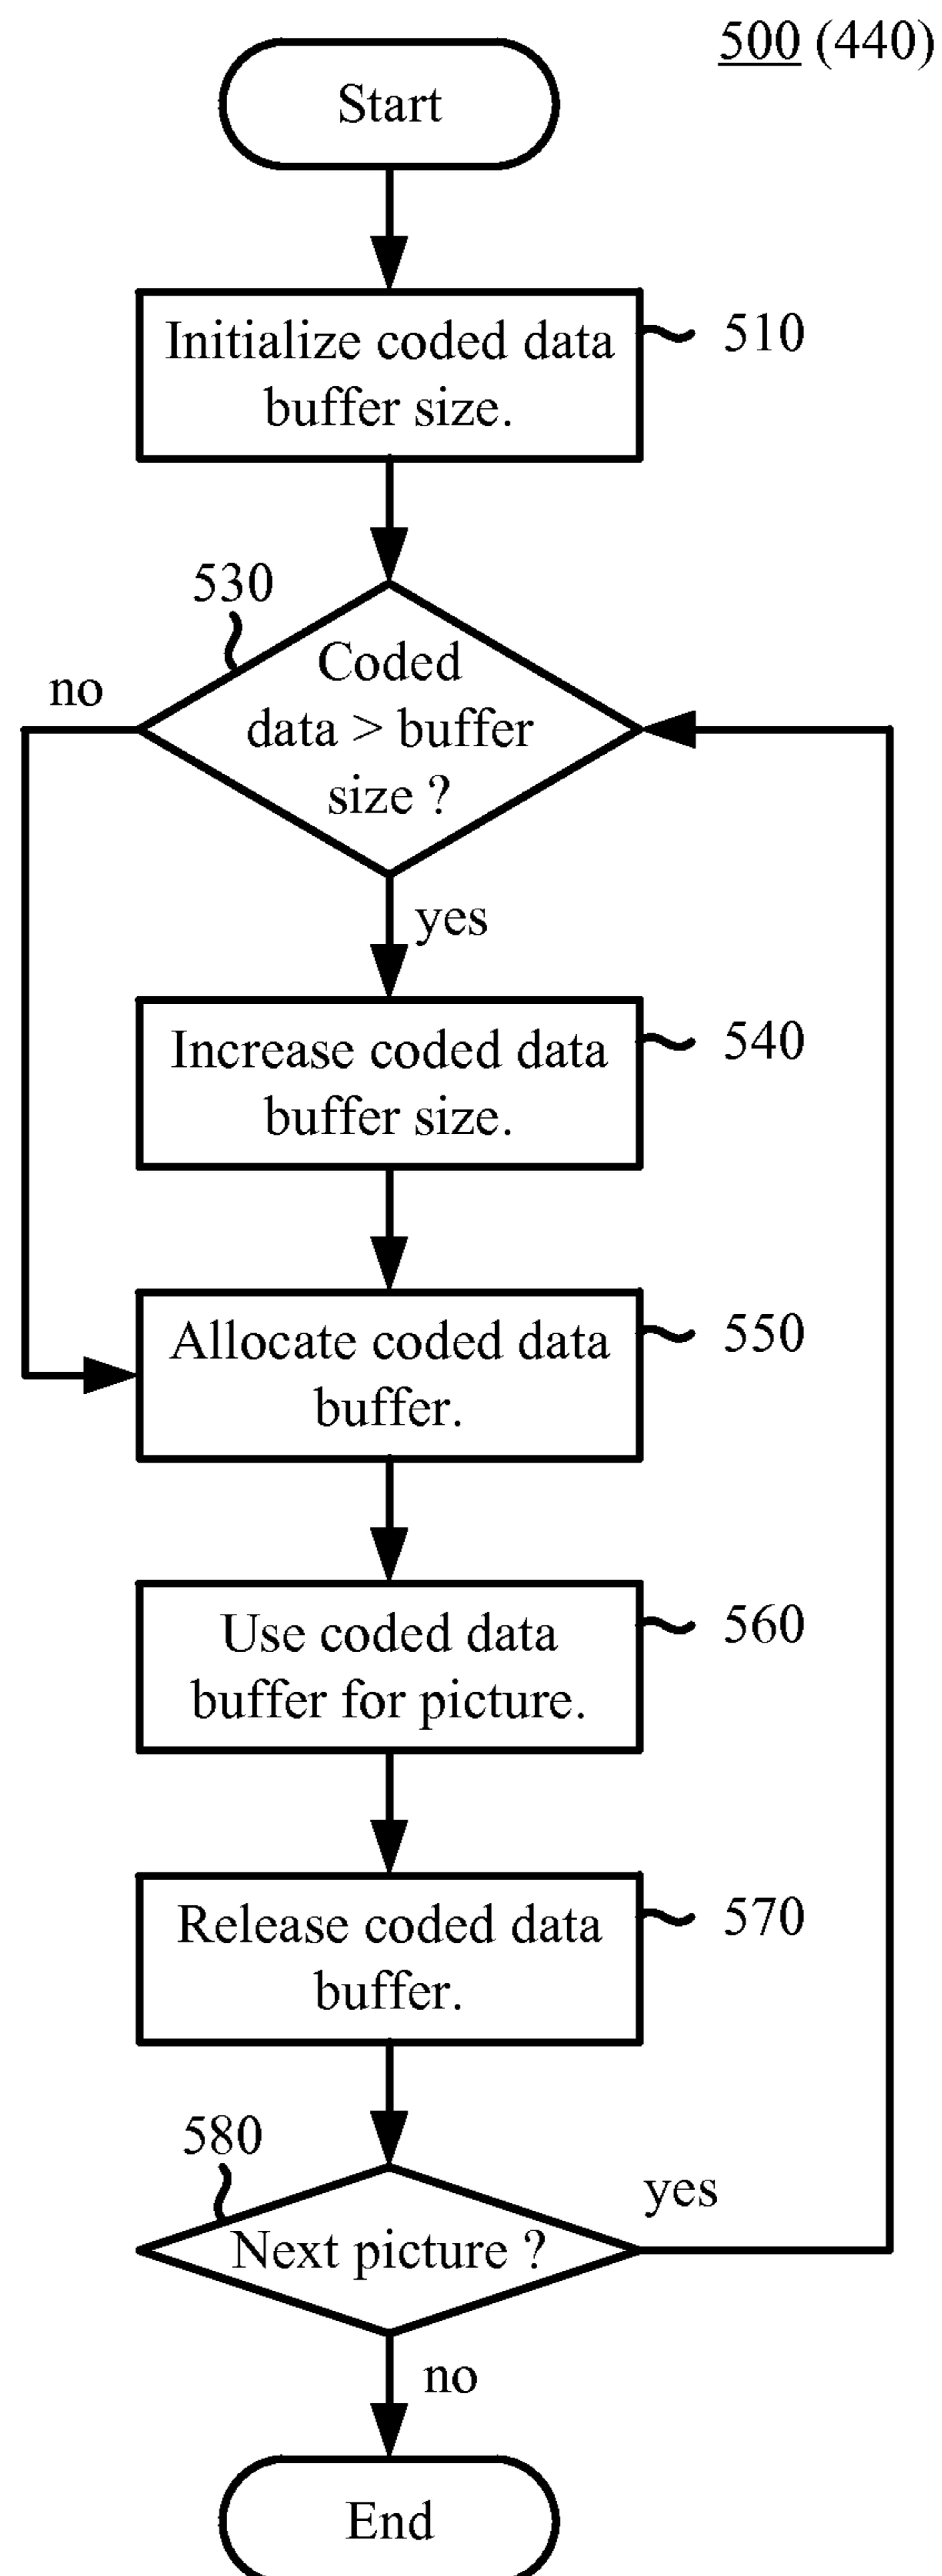 500 (440)
Start
Initialize coded data
buffer size.
510
530
Coded
data > buffer
size ?
no
yes
Increase coded data
buffer size.
540
Allocate coded data
buffer.
550
Use coded data
buffer for picture.
560
Release coded data
buffer.
570
580
Next picture ?
yes
no
End